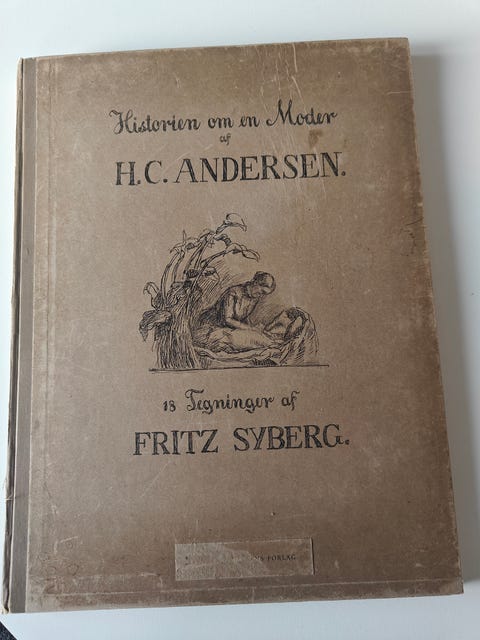 Historien om en Moder
af
H.C. ANDERSEN.
18 Tegninger af
FRITZ SYBERG.
FORLAG